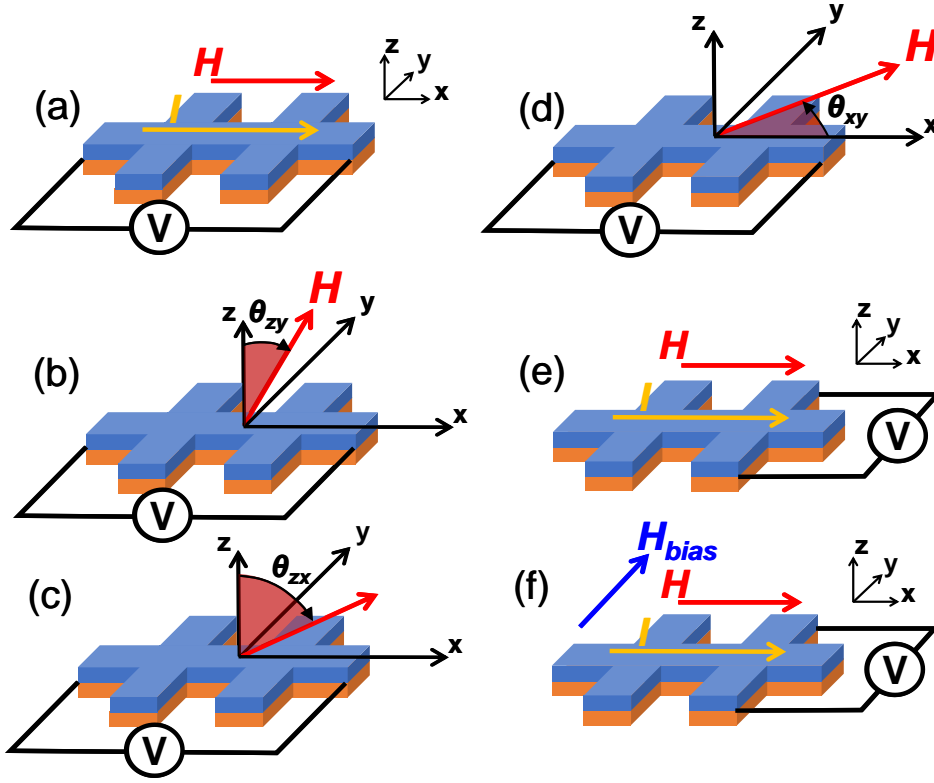 (a)
H
I
z
y
x
V
(b)
z
θzy
H
y
x
V
(c)
z
θzx
y
x
V
(d)
z
y
H
θxy
x
V
(e)
H
I
z
y
x
V
(f)
Hbias
H
I
z
y
x
V